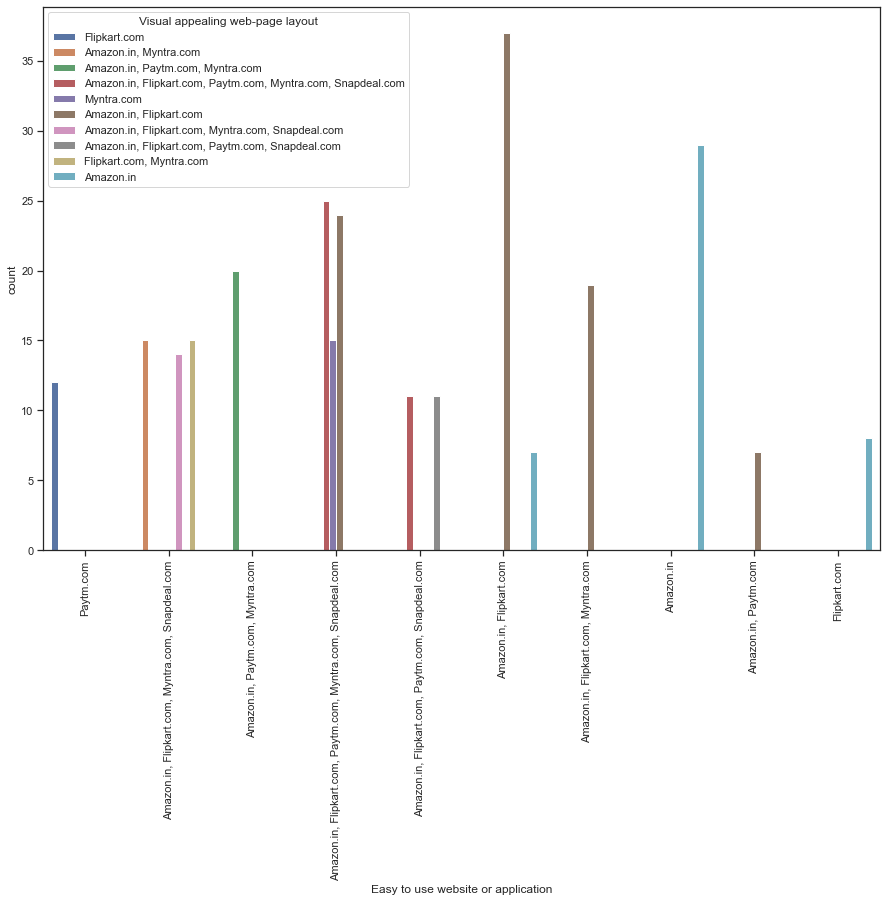 Visual appealing web-page layout
Flipkart.com
Amazon.in, Myntra.com
Amazon.in, Paytm.com, Myntra.com
Amazon.in, Flipkart.com, Paytm.com, Myntra.com, Snapdeal.com
Myntra.com
Amazon.in, Flipkart.com
Amazon.in, Flipkart.com, Myntra.com, Snapdeal.com
Amazon.in, Flipkart.com, Paytm.com, Snapdeal.com
Flipkart.com, Myntra.com
Amazon.in
35
30
25
20
15
10
5
0
count
Paytm.com
Amazon.in, Flipkart.com, Myntra.com, Snapdeal.com
Amazon.in, Paytm.com, Myntra.com
Amazon.in, Flipkart.com, Paytm.com, Myntra.com, Snapdeal.com
Amazon.in, Flipkart.com, Paytm.com, Snapdeal.com
Amazon.in, Flipkart.com
Amazon.in, Flipkart.com, Myntra.com
Amazon.in
Amazon.in, Paytm.com
Flipkart.com
Easy to use website or application